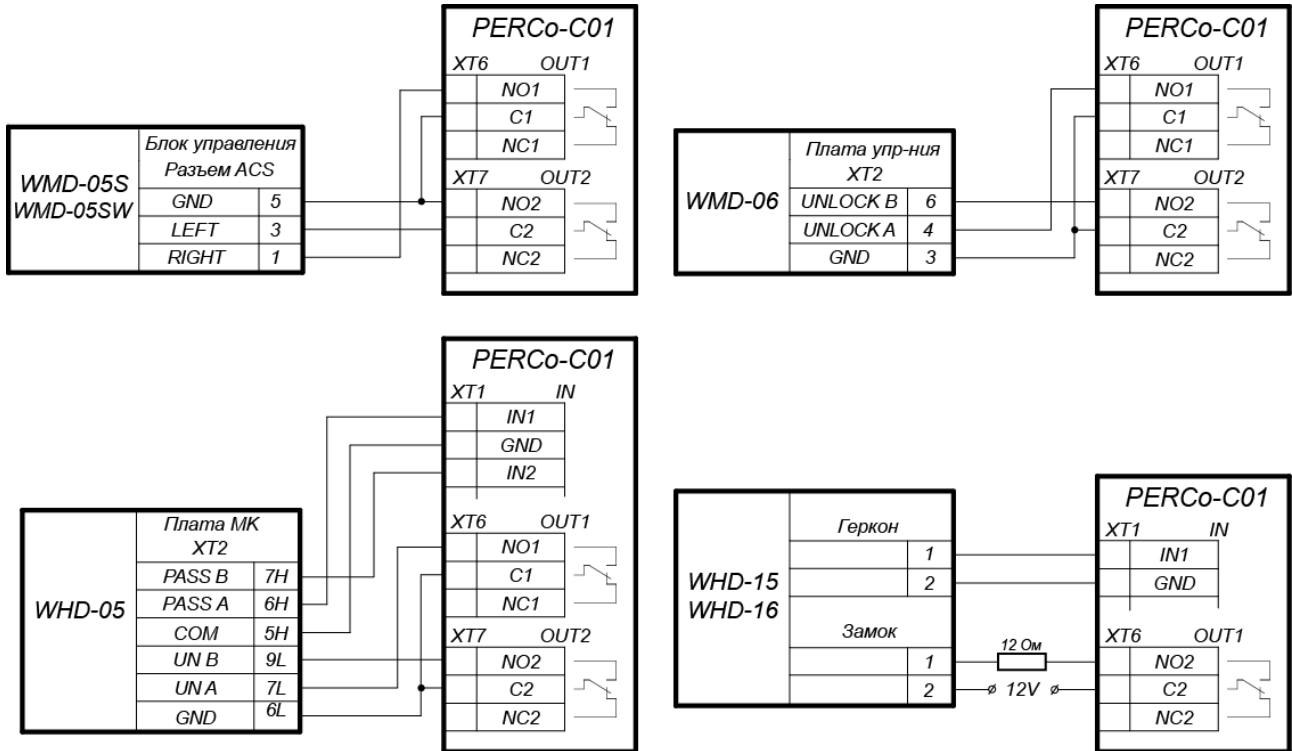 PERCo-C01
XT6 OUT1
NO1
C1
NC1
XT7 OUT2
NO2
C2
NC2
Блок управления
Разъем ACS
WMD-05S
WMD-05SW
GND 5
LEFT 3
RIGHT 1
PERCo-C01
XT6 OUT1
NO1
C1
NC1
XT7 OUT2
NO2
C2
NC2
Плата упр-ния
XT2
WMD-06
UNLOCK B 6
UNLOCK A 4
GND 3
PERCo-C01
XT1 IN
IN1
GND
IN2
XT6 OUT1
NO1
C1
NC1
XT7 OUT2
NO2
C2
NC2
Плата МК
XT2
WHD-05
PASS B 7H
PASS A 6H
COM 5H
UN B 9L
UN A 7L
GND 6L
PERCo-C01
XT1 IN
IN1
GND
XT6 OUT1
NO2
C2
NC2
WHD-15
WHD-16
Геркон
1
2
Замок
1
2
12 Ом
12V